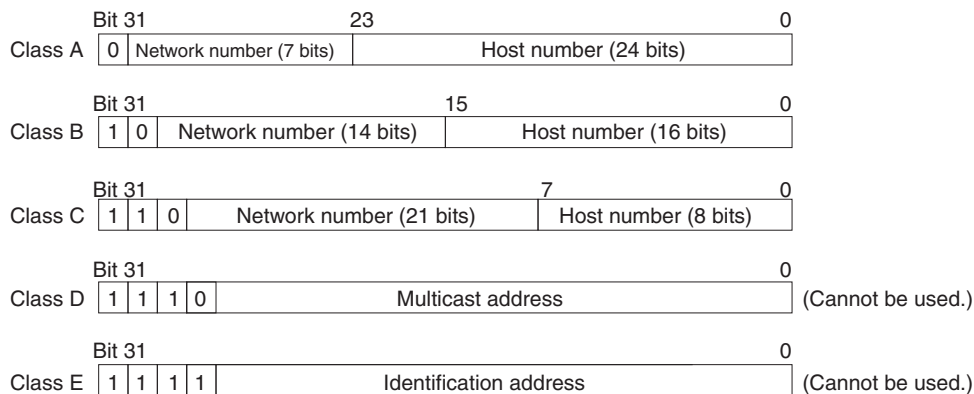 Bit 31 23 0
Class A 0 Network number (7 bits) Host number (24 bits)
Bit 31 15 0
Class B 1 0 Network number (14 bits) Host number (16 bits)
Bit 31 7 0
Class C 1 1 0 Network number (21 bits) Host number (8 bits)
Bit 31 0
Class D 1 1 1 0 Multicast address (Cannot be used.)
Bit 31 0
Class E 1 1 1 1 Identification address (Cannot be used.)